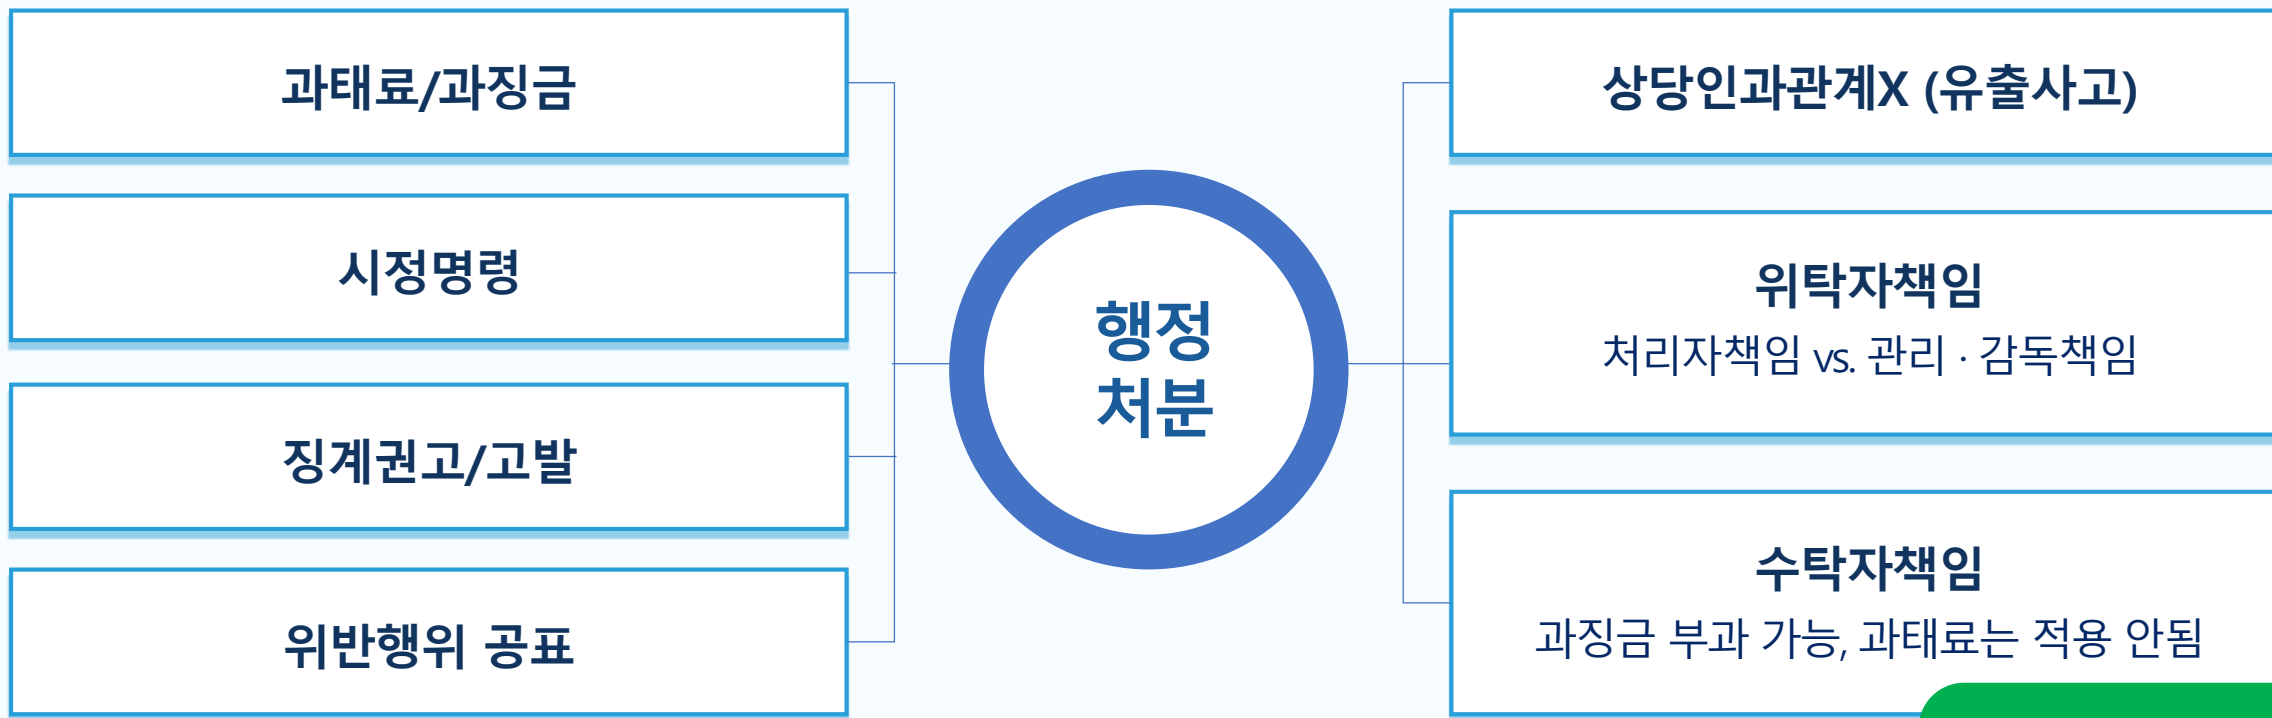 과태료/과징금
시정명령
징계권고/고발
위반행위 공표
행정
처분
상당인과관계X (유출사고)
위탁자책임
처리자책임 vs. 관리 · 감독책임
수탁자책임
과징금 부과 가능, 과태료는 적용 안됨